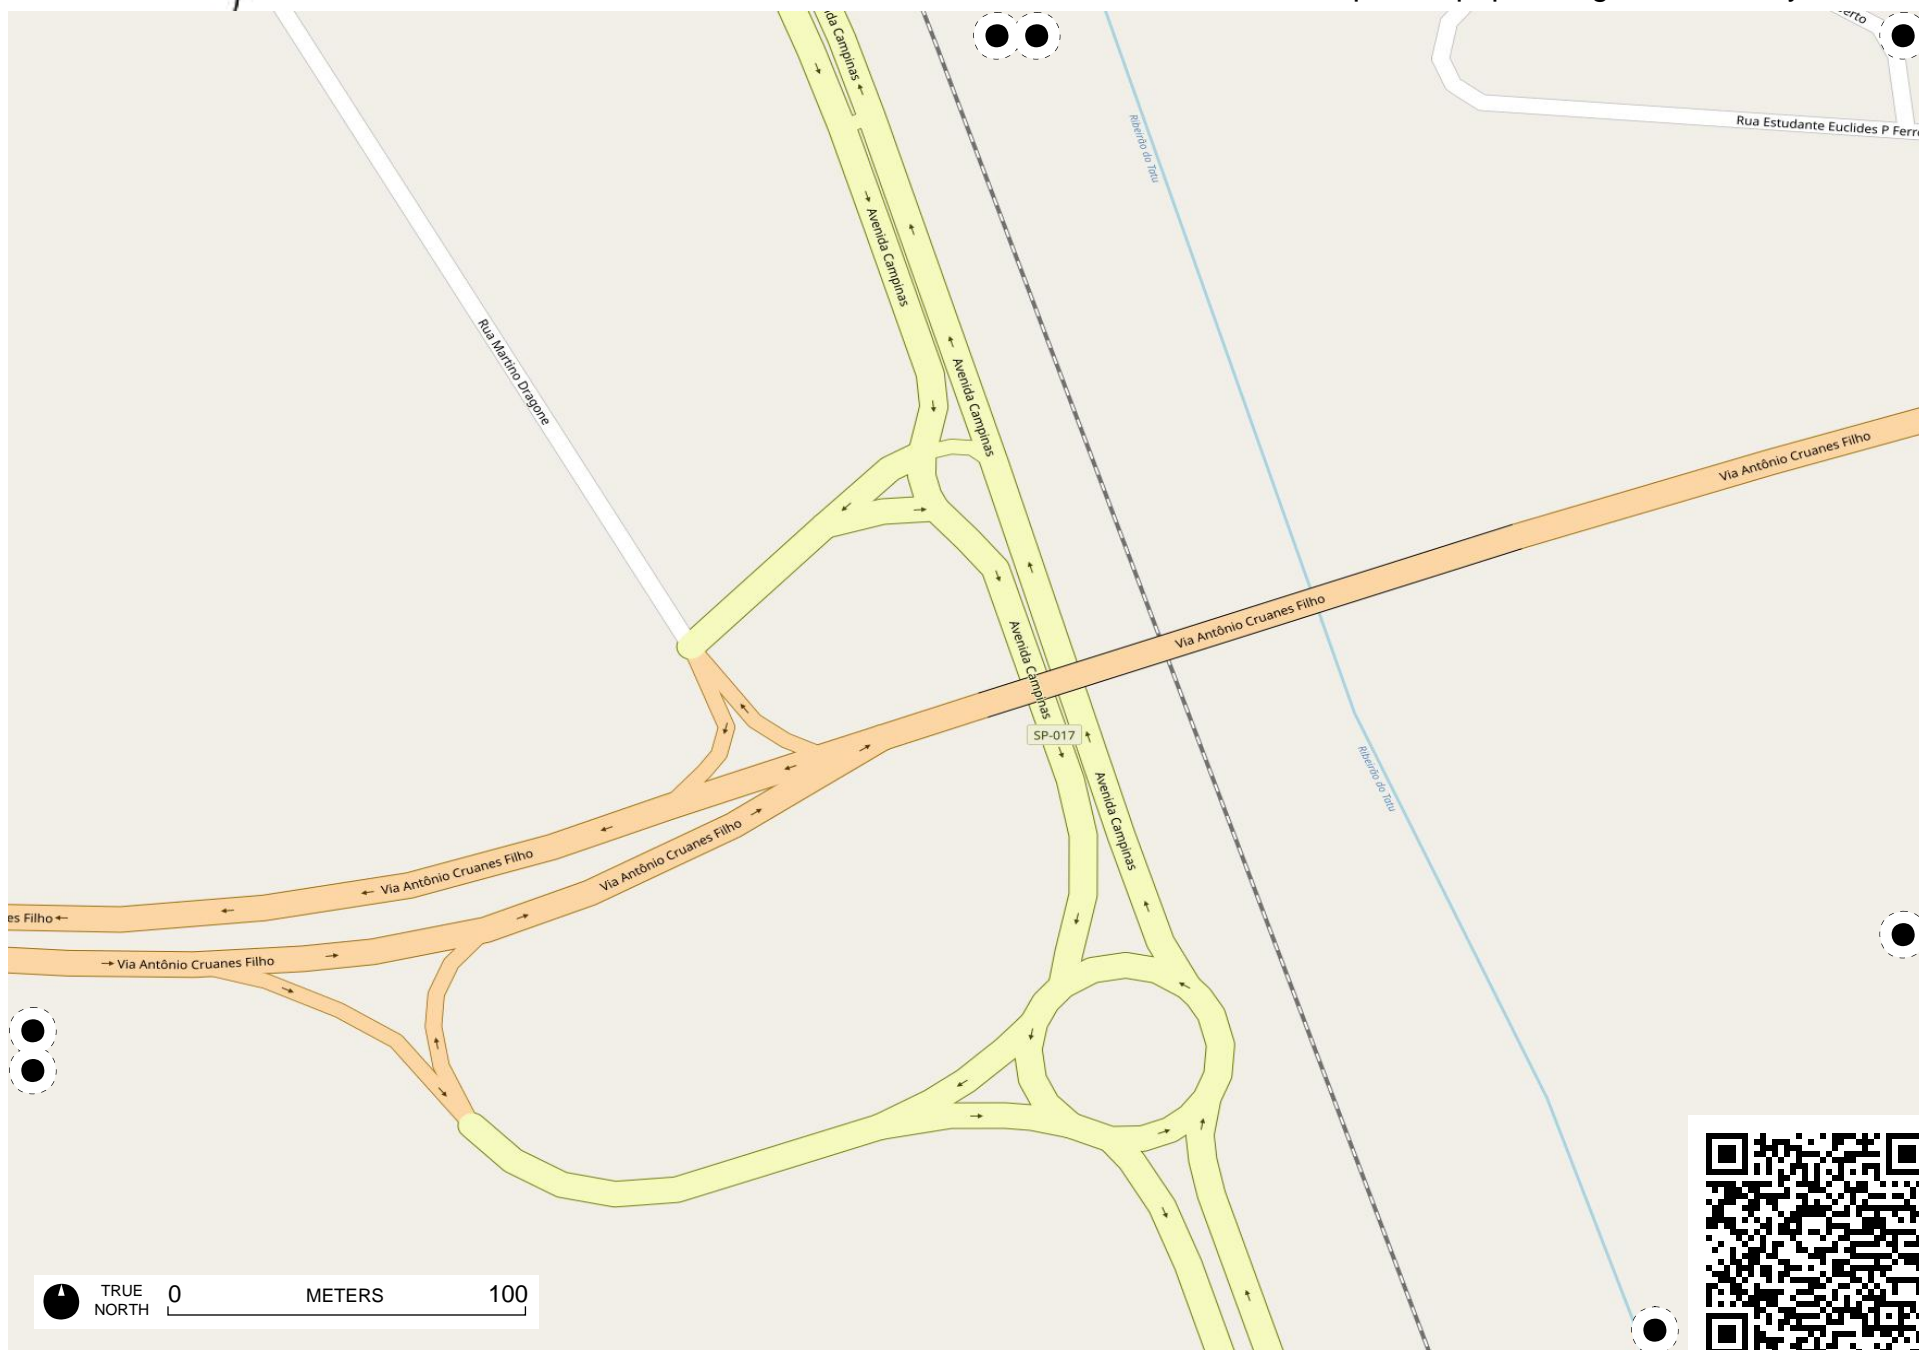 Campinas
erto
Rua Estudante Euclides P Ferr
Ribeirão do Tatu
Avenida Campinas
Rua Martino Dragone
Avenida Campinas
Via Antônio Cruanes Filho
Via Antônio Cruanes Filho
Avenida Campinas
SP-017
Ribeirão do Tatu
Avenida Campinas
Via Antônio Cruanes Filho
Via Antônio Cruanes Filho
es Filho
Via Antônio Cruanes Filho
TRUE NORTH
0 METERS 100